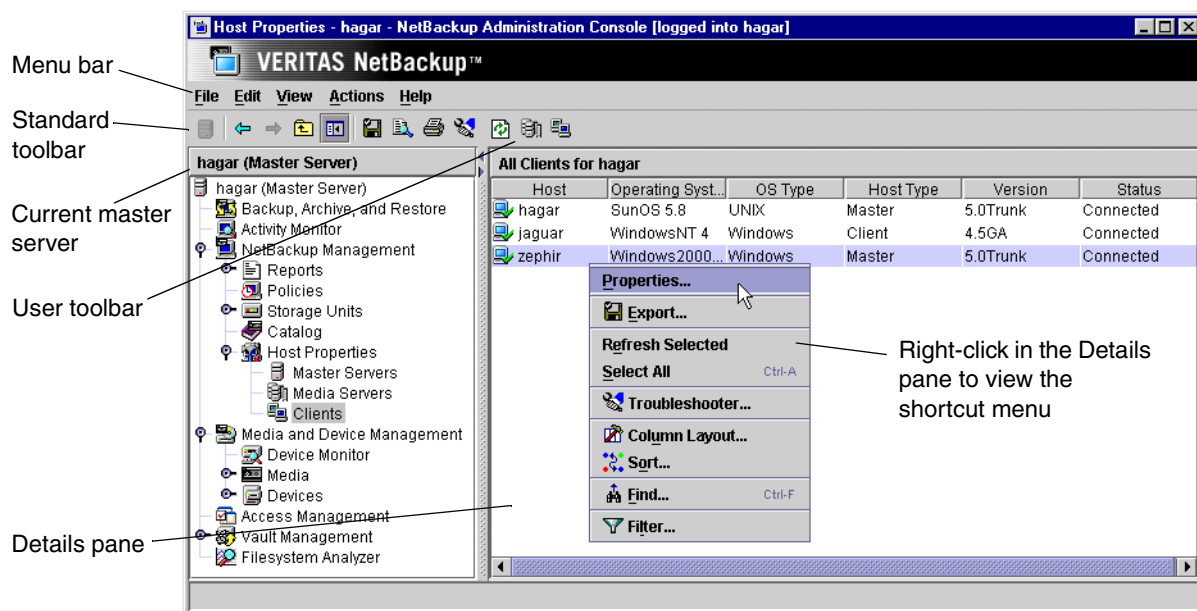 Host Properties - hagar - NetBackup Administration Console [logged into hagar]
VERITAS NetBackup™
Menu bar
File Edit View Actions Help
Standard
toolbar
hagar (Master Server)
All Clients for hagar
Host Operating Syst... OS Type Host Type Version Status
hagar SunOS 5.8 UNIX Master 5.0Trunk Connected
jaguar WindowsNT 4 Windows Client 4.5GA Connected
zephir Windows2000... Windows Master 5.0Trunk Connected
Current master
server
User toolbar
Details pane
hagar (Master Server)
Backup, Archive, and Restore
Activity Monitor
NetBackup Management
Reports
Policies
Storage Units
Catalog
Host Properties
Master Servers
Media Servers
Clients
Media and Device Management
Device Monitor
Media
Devices
Access Management
Vault Management
Filesystem Analyzer
Properties...
Export...
Refresh Selected
Select All Ctrl-A
Troubleshooter...
Column Layout...
Sort...
Find... Ctrl-F
Filter...
Right-click in the Details
pane to view the
shortcut menu